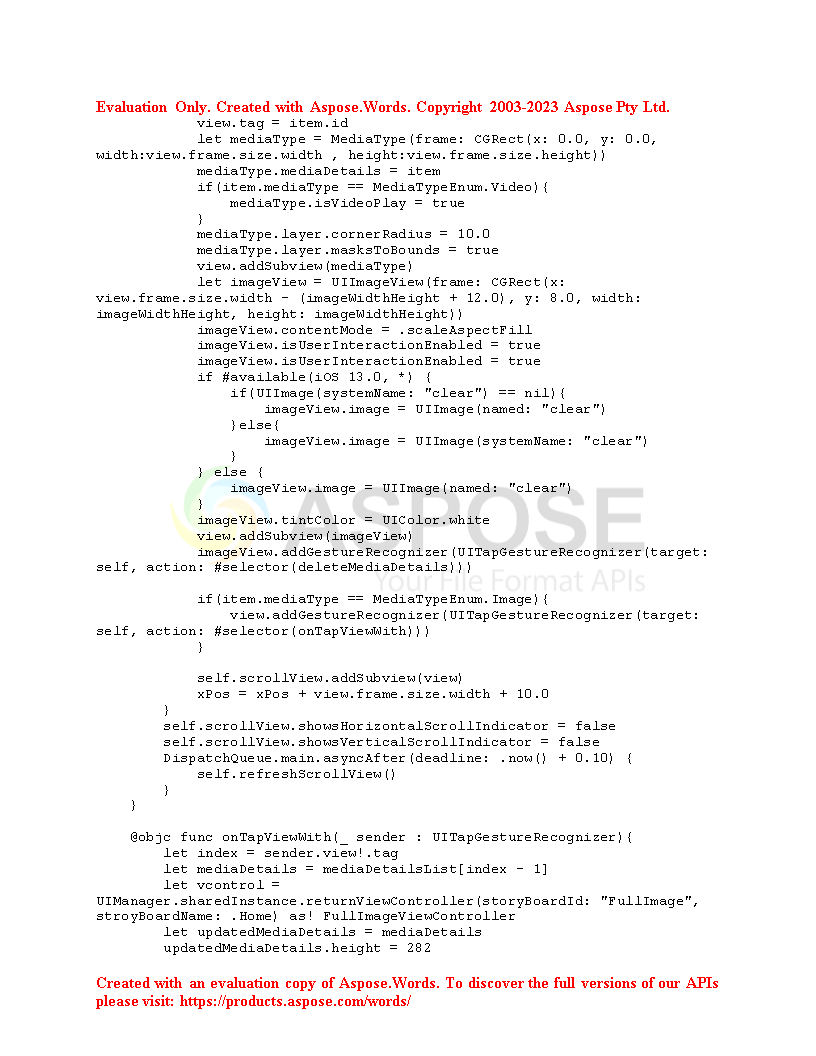 Evaluation Only. Created with Aspose.Words. Copyright 2003-2023 Aspose Pty Ltd.
            view.tag = item.id
            let mediaType = MediaType(frame: CGRect(x: 0.0, y: 0.0,
width:view.frame.size.width , height:view.frame.size.height))
            mediaType.mediaDetails = item
            if(item.mediaType == MediaTypeEnum.Video){
                mediaType.isVideoPlay = true
            }
            mediaType.layer.cornerRadius = 10.0
            mediaType.layer.masksToBounds = true
            view.addSubview(mediaType)
            let imageView = UIImageView(frame: CGRect(x:
view.frame.size.width - (imageWidthHeight + 12.0), y: 8.0, width:
imageWidthHeight, height: imageWidthHeight))
            imageView.contentMode = .scaleAspectFill
            imageView.isUserInteractionEnabled = true
            imageView.isUserInteractionEnabled = true
            if #available(iOS 13.0, *) {
                if(UIImage(systemName: "clear") == nil){
                    imageView.image = UIImage(named: "clear")
                }else{
                    imageView.image = UIImage(systemName: "clear")
                }
            } else {
                imageView.image = UIImage(named: "clear")
            }
            imageView.tintColor = UIColor.white
            view.addSubview(imageView)
            imageView.addGestureRecognizer(UITapGestureRecognizer(target:
self, action: #selector(deleteMediaDetails)))
ASPOSE
Your File Format APIs
            if(item.mediaType == MediaTypeEnum.Image){
                view.addGestureRecognizer(UITapGestureRecognizer(target:
self, action: #selector(onTapViewWith)))
            }
            self.scrollView.addSubview(view)
            xPos = xPos + view.frame.size.width + 10.0
        }
        self.scrollView.showsHorizontalScrollIndicator = false
        self.scrollView.showsVerticalScrollIndicator = false
        DispatchQueue.main.asyncAfter(deadline: .now() + 0.10) {
            self.refreshScrollView()
        }
    }
    @objc func onTapViewWith(_ sender : UITapGestureRecognizer){
        let index = sender.view!.tag
        let mediaDetails = mediaDetailsList[index - 1]
        let vcontrol =
UIManager.sharedInstance.returnViewController(storyBoardId: "FullImage",
stroyBoardName: .Home) as! FullImageViewController
        let updatedMediaDetails = mediaDetails
        updatedMediaDetails.height = 282
Created with an evaluation copy of Aspose.Words. To discover the full versions of our APIs
please visit: https://products.aspose.com/words/